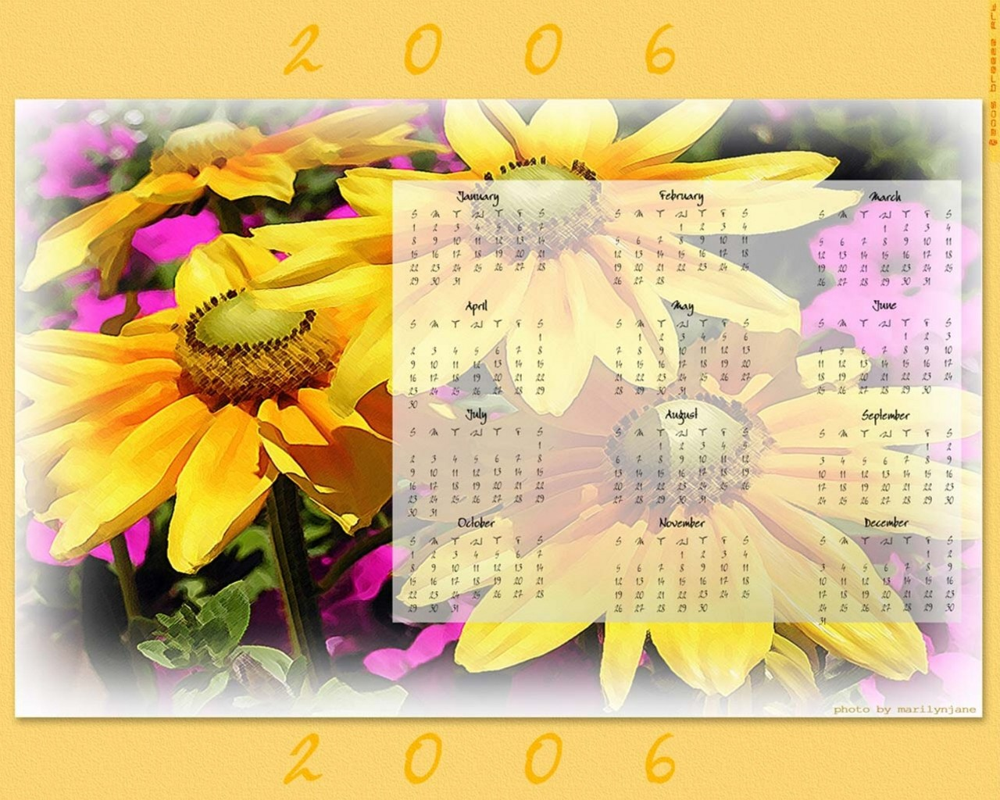 2 0 0 6
January
S M T W T F S
1 2 3 4 5 6 7
8 9 10 11 12 13 14
15 16 17 18 19 20 21
22 23 24 25 26 27 28
29 30 31
February
S M T W T F S
1 2 3 4
5 6 7 8 9 10 11
12 13 14 15 16 17 18
19 20 21 22 23 24 25
26 27 28
March
S M T W T F S
1 2 3 4
5 6 7 8 9 10 11
12 13 14 15 16 17 18
19 20 21 22 23 24 25
26 27 28 29 30 31
April
S M T W T F S
1
2 3 4 5 6 7 8
9 10 11 12 13 14 15
16 17 18 19 20 21 22
23 24 25 26 27 28 29
30
May
S M T W T F S
1 2 3 4 5 6
7 8 9 10 11 12 13
14 15 16 17 18 19 20
21 22 23 24 25 26 27
28 29 30 31
June
S M T W T F S
1 2 3
4 5 6 7 8 9 10
11 12 13 14 15 16 17
18 19 20 21 22 23 24
25 26 27 28 29 30
July
S M T W T F S
1
2 3 4 5 6 7 8
9 10 11 12 13 14 15
16 17 18 19 20 21 22
23 24 25 26 27 28 29
30 31
August
S M T W T F S
1 2 3 4 5
6 7 8 9 10 11 12
13 14 15 16 17 18 19
20 21 22 23 24 25 26
27 28 29 30 31
September
S M T W T F S
1 2
3 4 5 6 7 8 9
10 11 12 13 14 15 16
17 18 19 20 21 22 23
24 25 26 27 28 29 30
October
S M T W T F S
1 2 3 4 5 6 7
8 9 10 11 12 13 14
15 16 17 18 19 20 21
22 23 24 25 26 27 28
29 30 31
November
S M T W T F S
1 2 3 4
5 6 7 8 9 10 11
12 13 14 15 16 17 18
19 20 21 22 23 24 25
26 27 28 29 30
December
S M T W T F S
1 2
3 4 5 6 7 8 9
10 11 12 13 14 15 16
17 18 19 20 21 22 23
24 25 26 27 28 29 30
31
photo by marilynjane
2 0 0 6
©2005